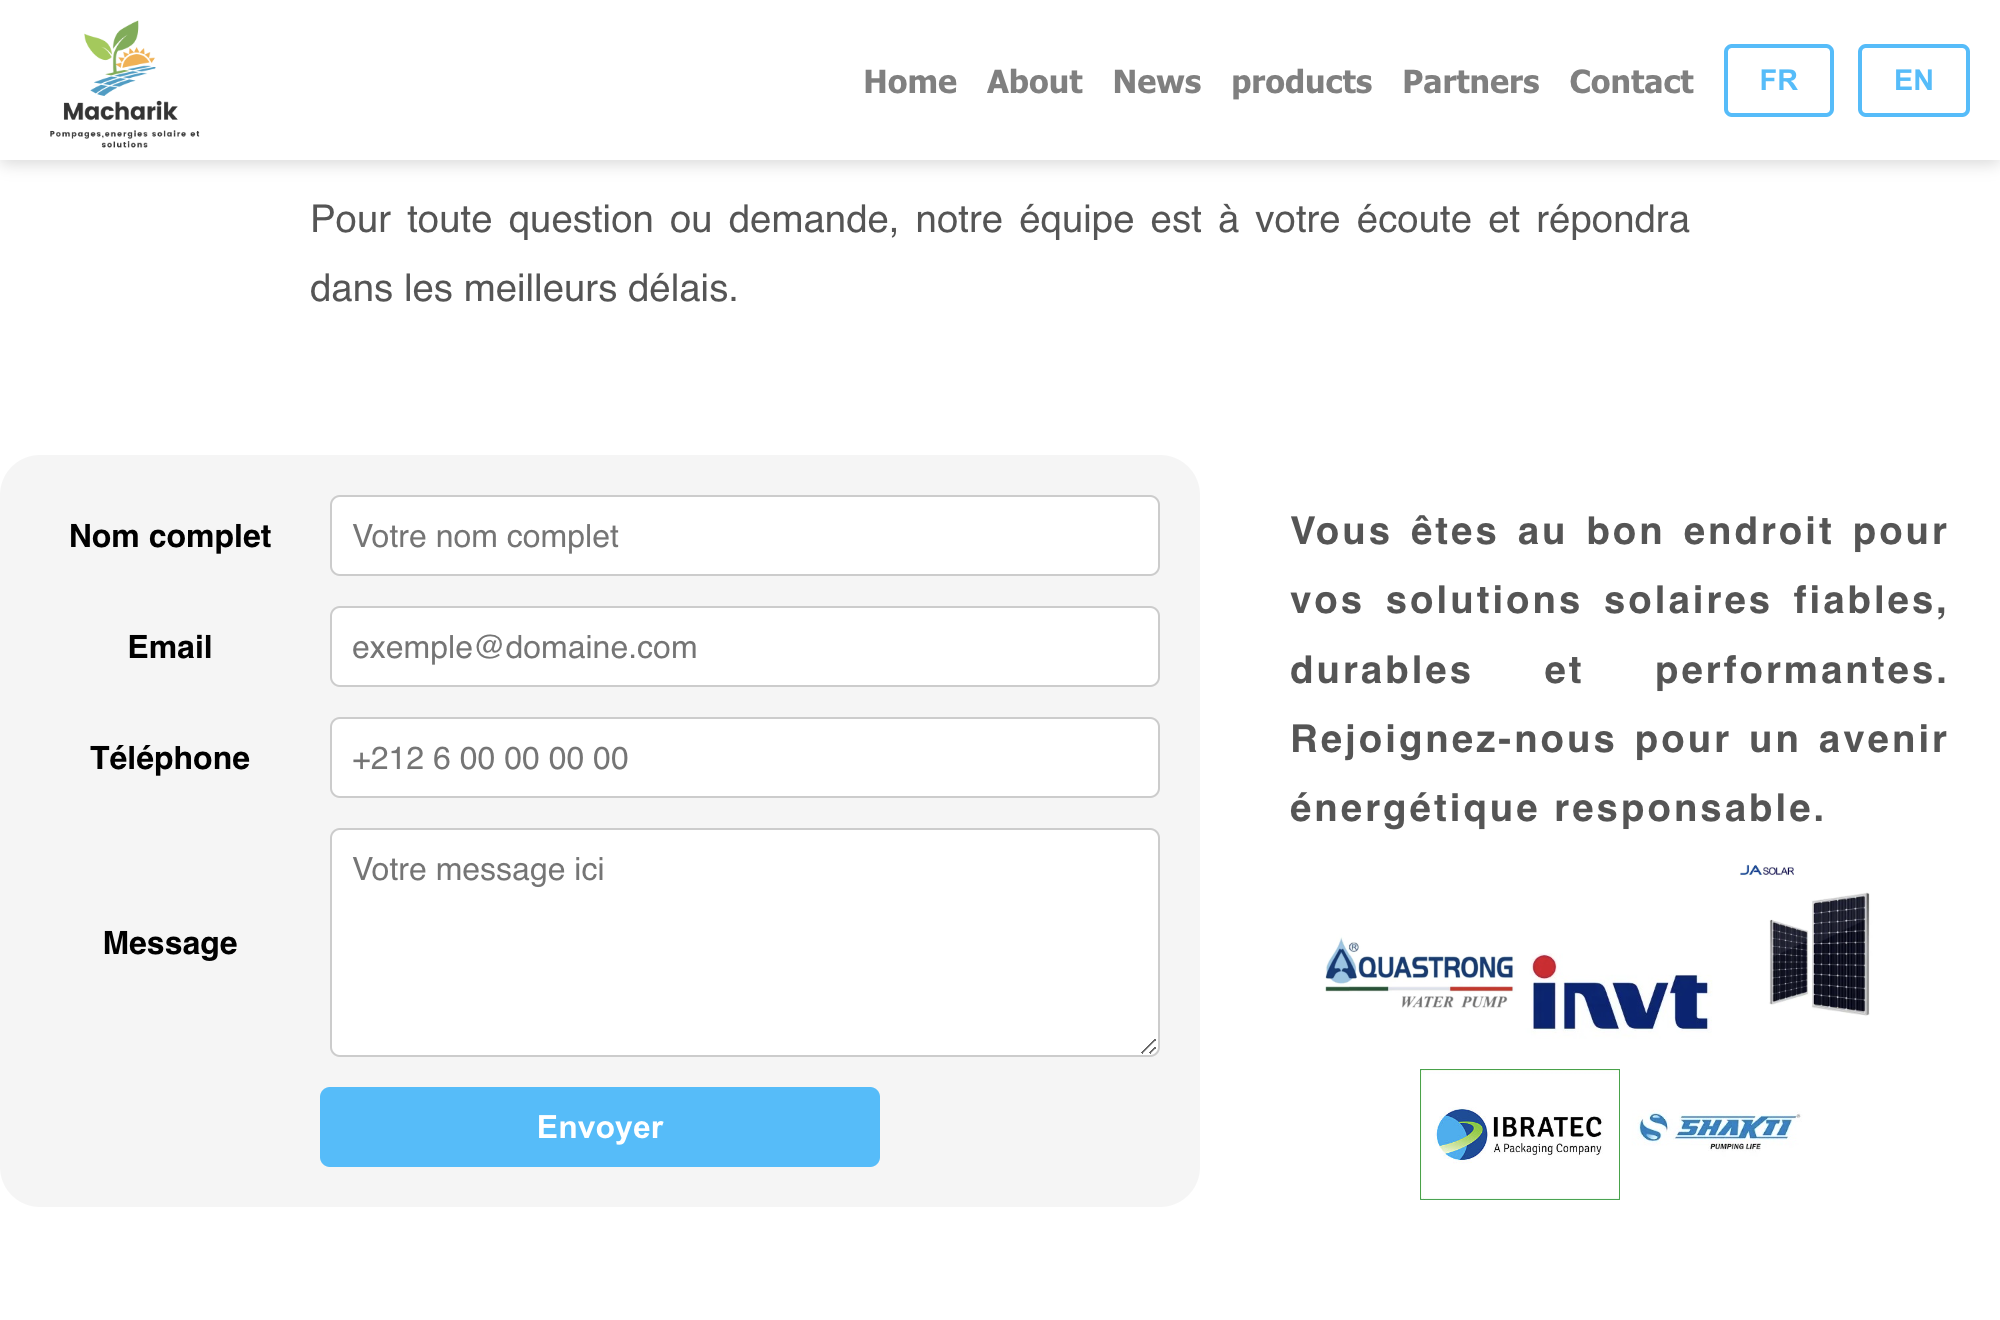 Macharik
Pompages,energies solaire et
solutions
Home About News products Partners Contact FR EN
Pour toute question ou demande, notre équipe est à votre écoute et répondra
dans les meilleurs délais.
Nom complet
Votre nom complet
Email
exemple@domaine.com
Téléphone
+212 6 00 00 00 00
Message
Votre message ici
Envoyer
Vous êtes au bon endroit pour
vos solutions solaires fiables,
durables et performantes.
Rejoignez-nous pour un avenir
énergétique responsable.
AQUASTRONG®
WATER PUMP
invt
JA SOLAR
IBRATEC
A Packaging Company
SHAKTI
PUMPING LIFE